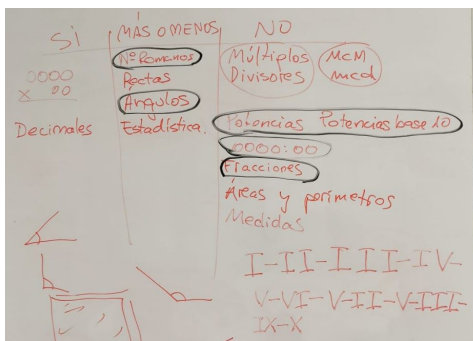 SI
0000
x 00
Decimales
MÁS O MENOS
Nº Romanos
Rectas
Ángulos
Estadística.
NO
Múltiplos
Divisores
McM
mcd
Potencias Potencias base 10
0000:00
Fracciones
Áreas y perímetros
Medidas
I-II-III-IV-
V-VI-VII-VIII-
IX-X